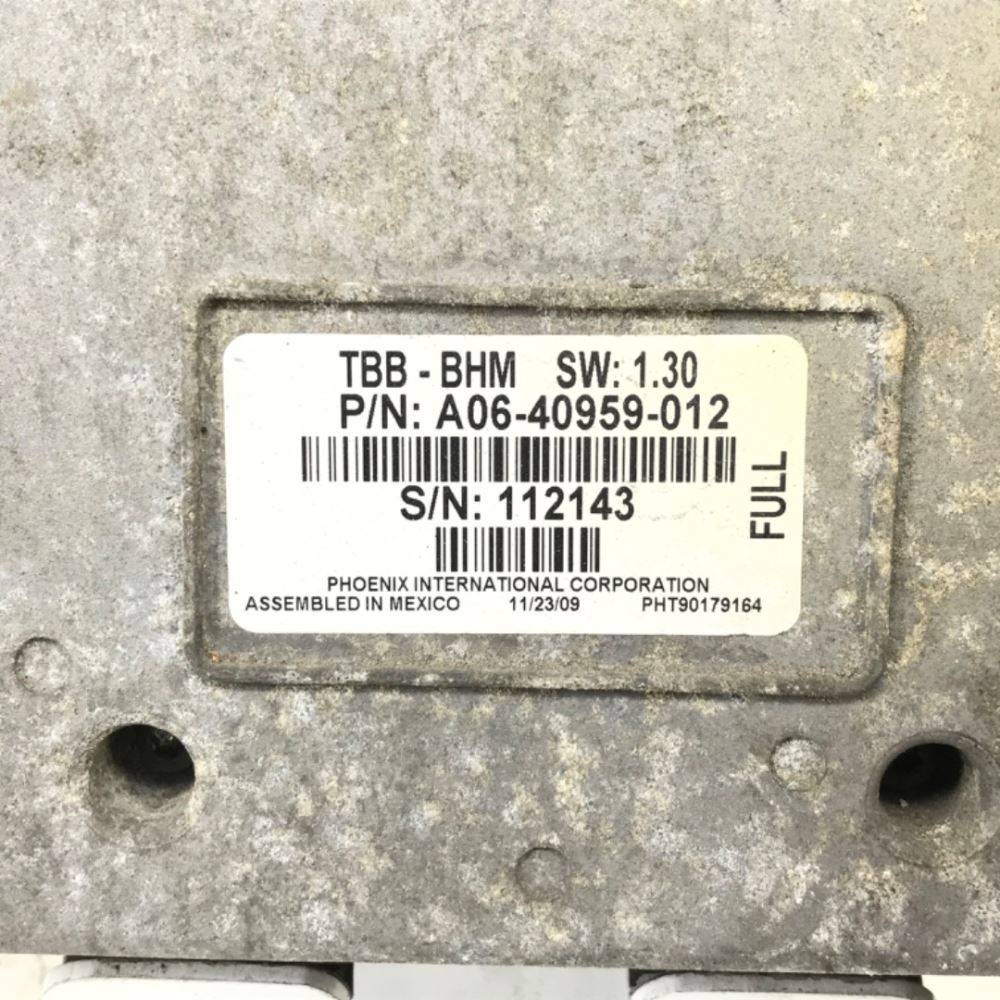 TBB - BHM SW: 1.30
P/N: A06-40959-012
S/N: 112143
FULL
PHOENIX INTERNATIONAL CORPORATION
ASSEMBLED IN MEXICO 11/23/09 PHT90179164